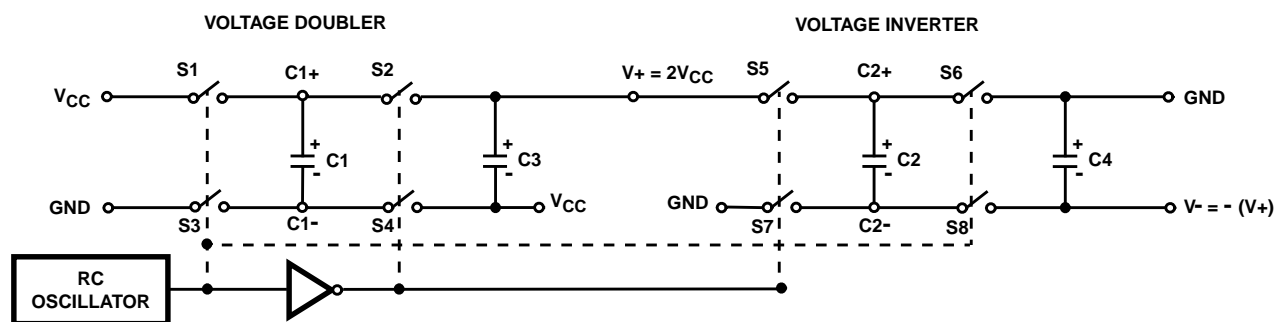 VOLTAGE DOUBLER
VOLTAGE INVERTER
S1 C1+ S2 V+ = 2VCC S5 C2+ S6
VCC GND
+ C1 - + C3 - + C2 - + C4 -
GND VCC GND V- = - (V+)
S3 C1- S4 S7 C2- S8
RC
OSCILLATOR